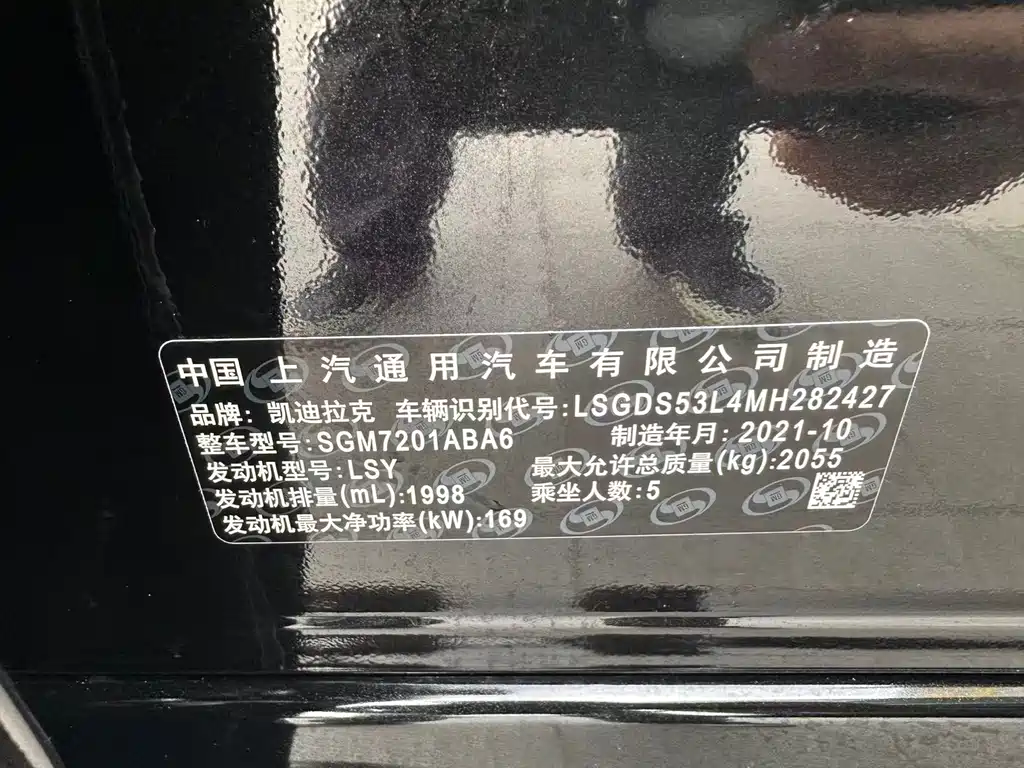 中国 上汽通用汽车有限公司制造
品牌: 凯迪拉克 车辆识别代号:LSGDS53L4MH282427
整车型号:SGM7201ABA6 制造年月: 2021-10
发动机型号:LSY 最大允许总质量(kg):2055
发动机排量(mL):1998 乘坐人数:5
发动机最大净功率(kW):169